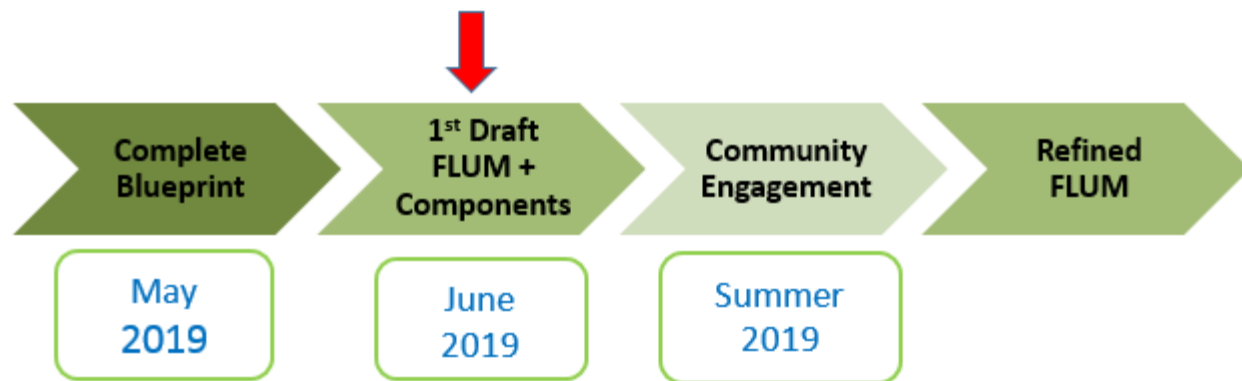 Complete
Blueprint
1st Draft
FLUM +
Components
Community
Engagement
Refined
FLUM
May
2019
June
2019
Summer
2019